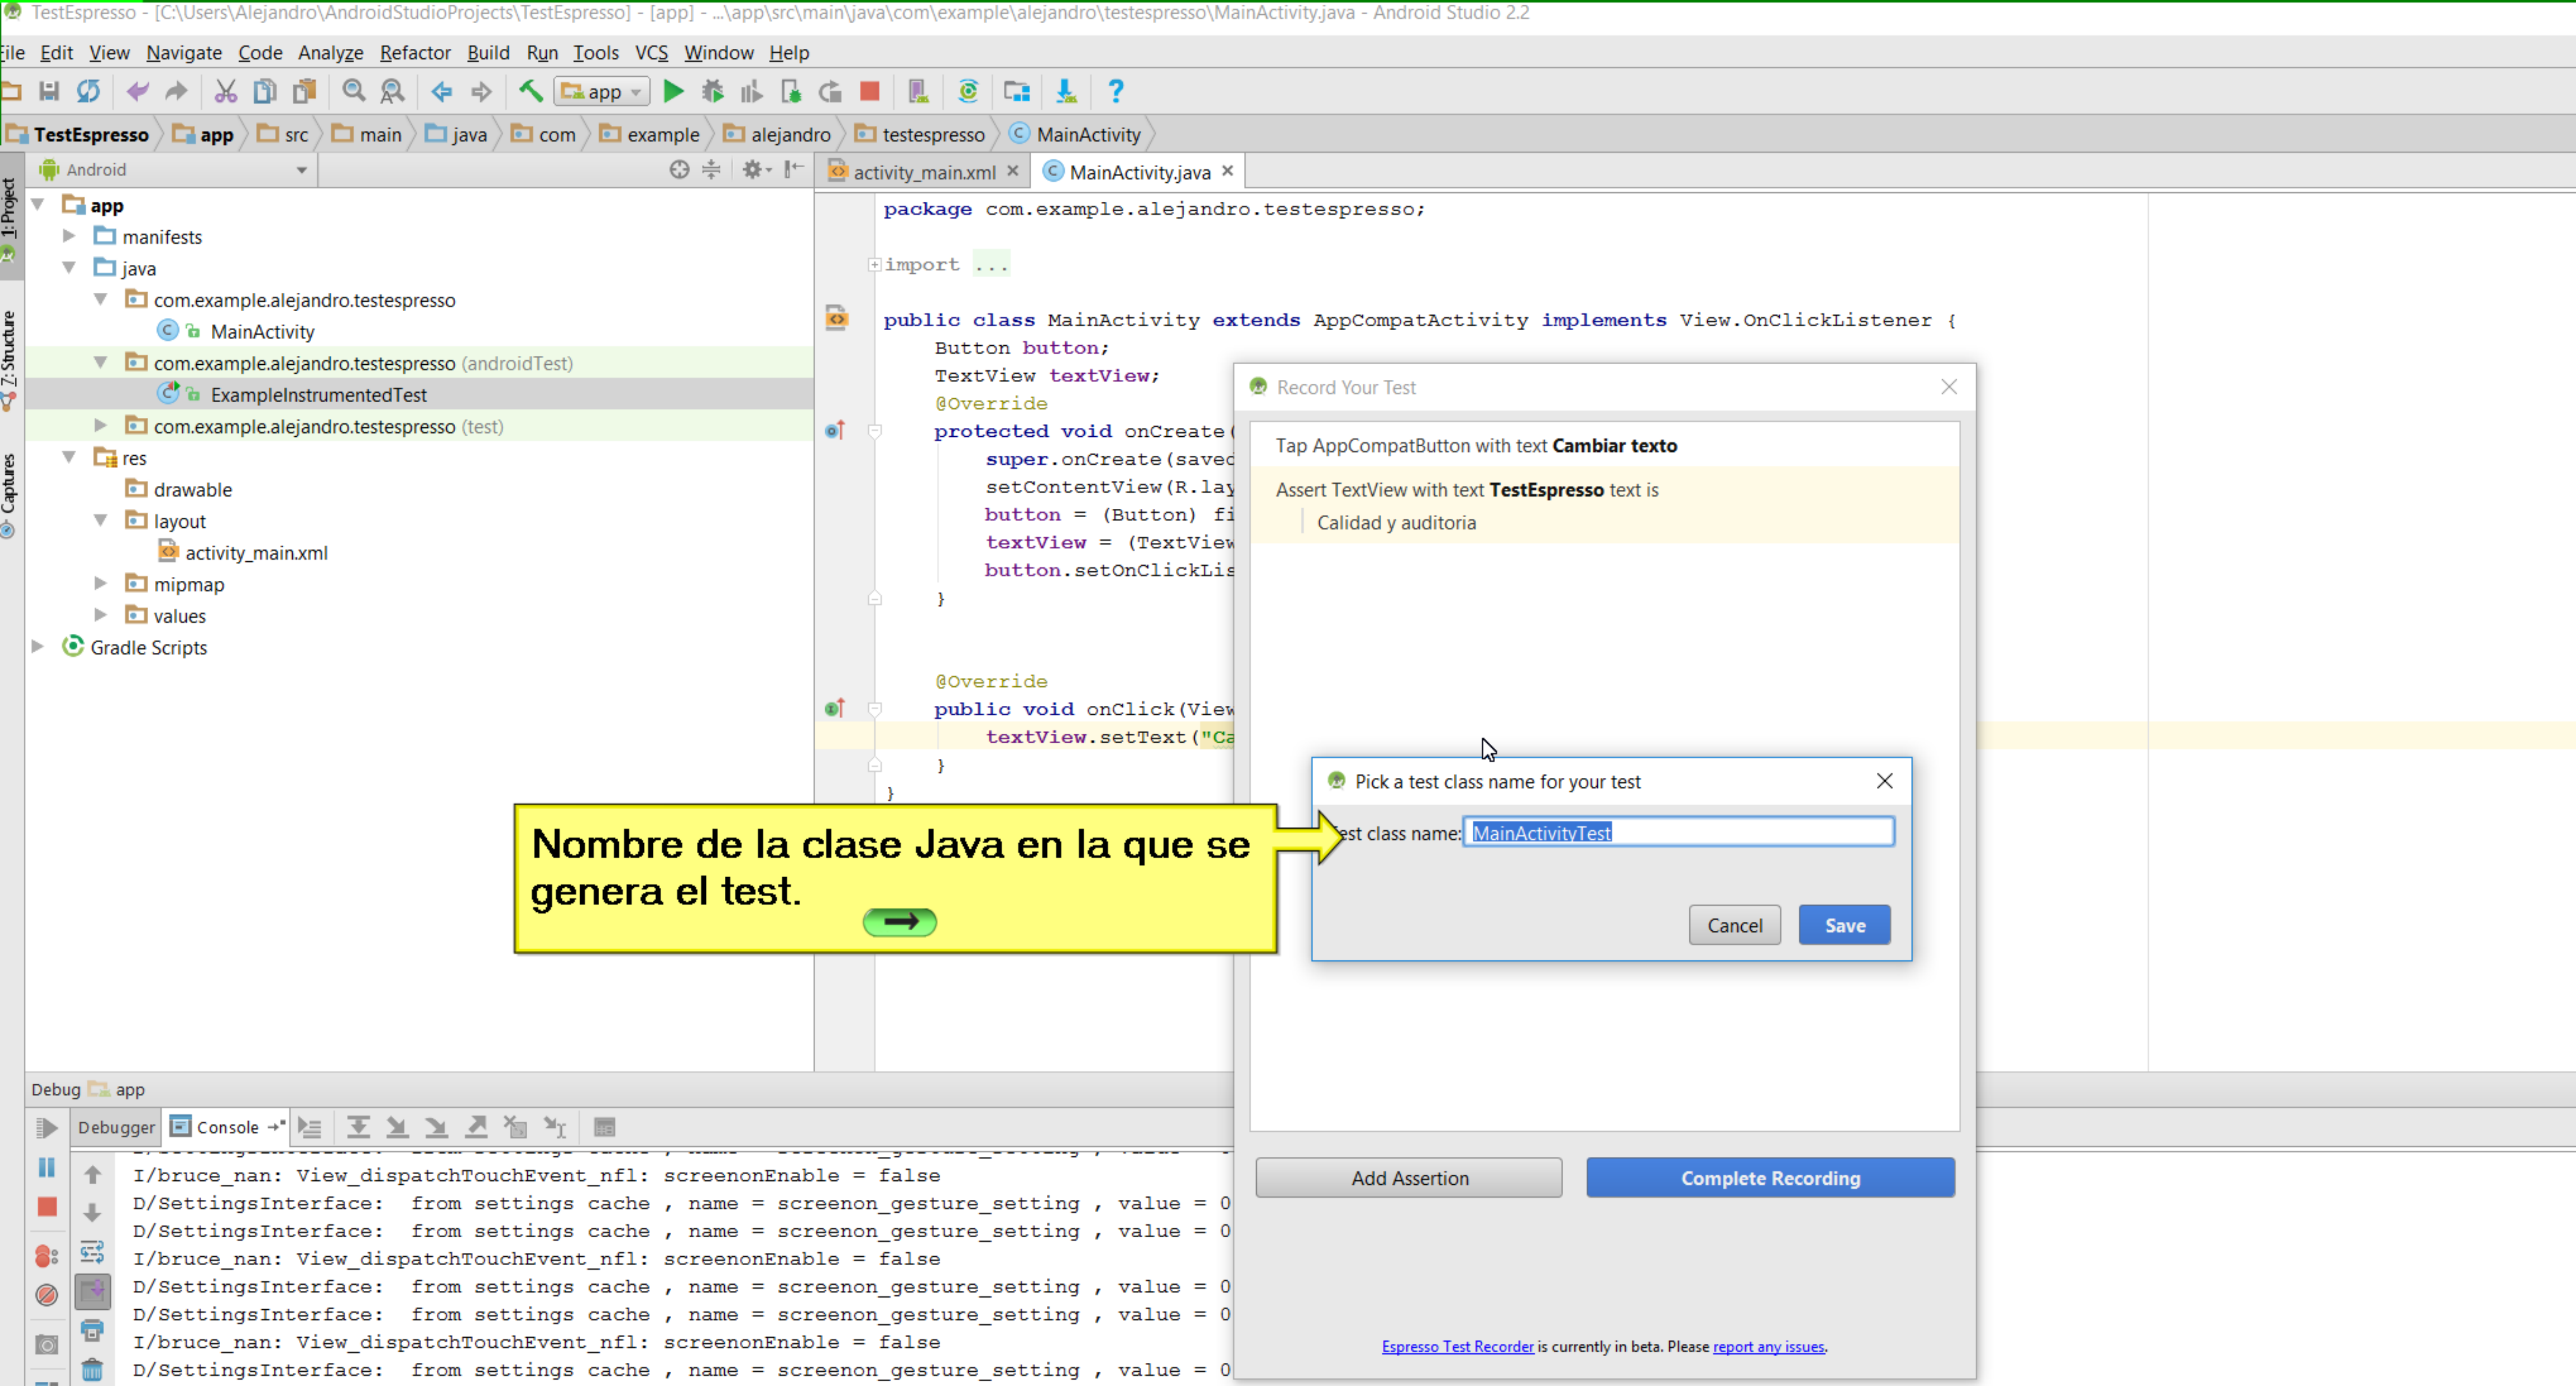 TestEspresso - [C:\Users\Alejandro\AndroidStudioProjects\TestEspresso] - [app] - ...\app\src\main\java\com\example\alejandro\testespresso\MainActivity.java - Android Studio 2.2
File Edit View Navigate Code Analyze Refactor Build Run Tools VCS Window Help
app
TestEspresso app src main java com example alejandro testespresso MainActivity
Android
activity_main.xml MainActivity.java
1: Project
7: Structure
Captures
app
manifests
java
com.example.alejandro.testespresso
MainActivity
com.example.alejandro.testespresso (androidTest)
ExampleInstrumentedTest
com.example.alejandro.testespresso (test)
res
drawable
layout
activity_main.xml
mipmap
values
Gradle Scripts
package com.example.alejandro.testespresso;
import ...
public class MainActivity extends AppCompatActivity implements View.OnClickListener {
Button button;
TextView textView;
@Override
protected void onCreate(
super.onCreate(saved
setContentView(R.lay
button = (Button) fi
textView = (TextView
button.setOnClickLis
}
@Override
public void onClick(View
textView.setText("Ca
}
}
Record Your Test
Tap AppCompatButton with text Cambiar texto
Assert TextView with text TestEspresso text is
Calidad y auditoria
Pick a test class name for your test
est class name: MainActivityTest
Cancel Save
Nombre de la clase Java en la que se
genera el test.
Add Assertion Complete Recording
Espresso Test Recorder is currently in beta. Please report any issues.
Debug app
Debugger Console
I/bruce_nan: View_dispatchTouchEvent_nfl: screenonEnable = false
D/SettingsInterface:  from settings cache , name = screenon_gesture_setting , value = 0
D/SettingsInterface:  from settings cache , name = screenon_gesture_setting , value = 0
I/bruce_nan: View_dispatchTouchEvent_nfl: screenonEnable = false
D/SettingsInterface:  from settings cache , name = screenon_gesture_setting , value = 0
D/SettingsInterface:  from settings cache , name = screenon_gesture_setting , value = 0
I/bruce_nan: View_dispatchTouchEvent_nfl: screenonEnable = false
D/SettingsInterface:  from settings cache , name = screenon_gesture_setting , value = 0